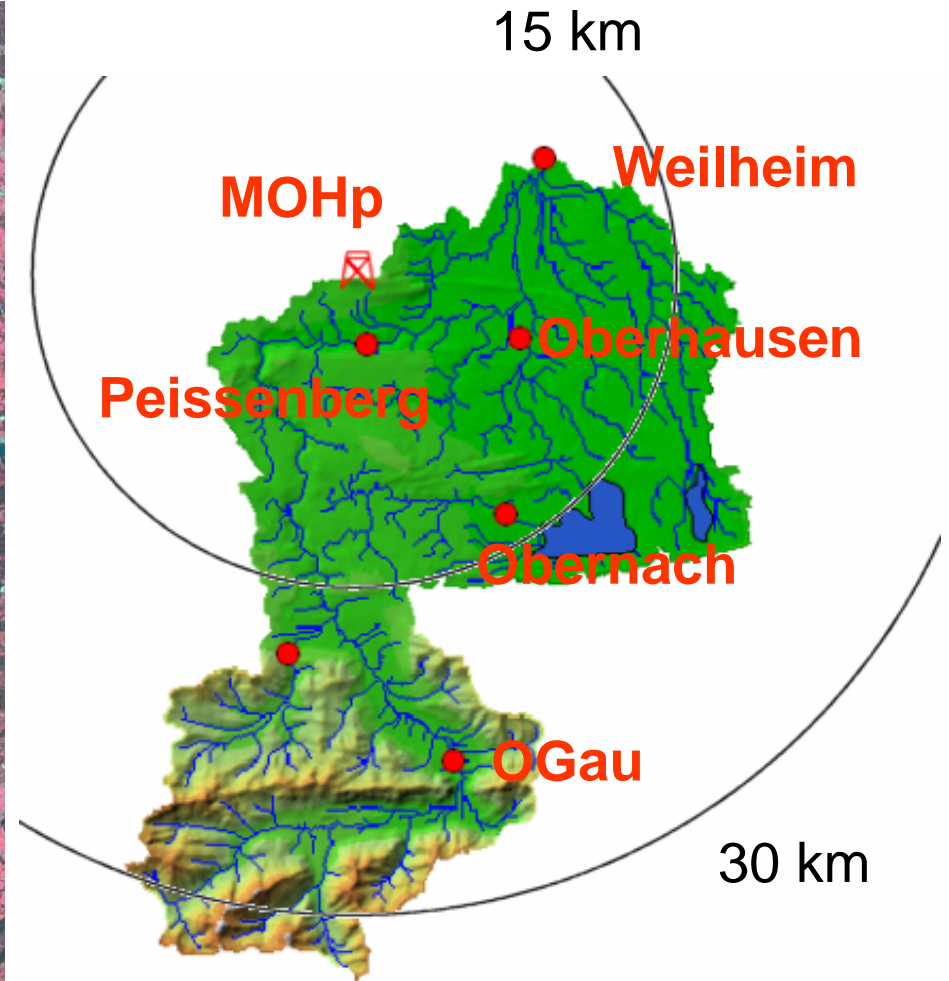 15 km
Weilheim
MOHp
Oberhausen
Peissenberg
Obernach
OGau
30 km